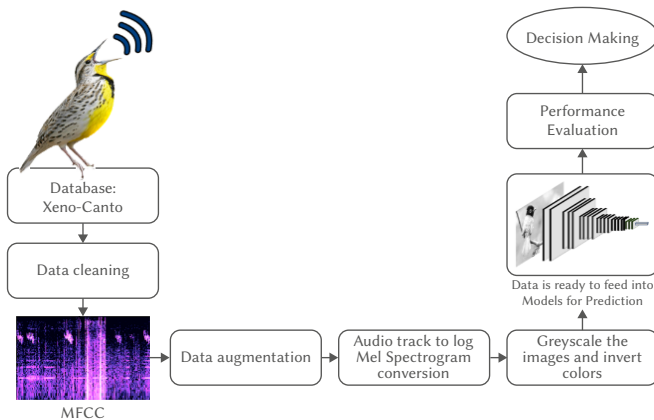 Database:
Xeno-Canto
Data cleaning
MFCC
Data augmentation
Audio track to log
Mel Spectrogram
conversion
Greyscale the
images and invert
colors
Data is ready to feed into
Models for Prediction
Performance
Evaluation
Decision Making